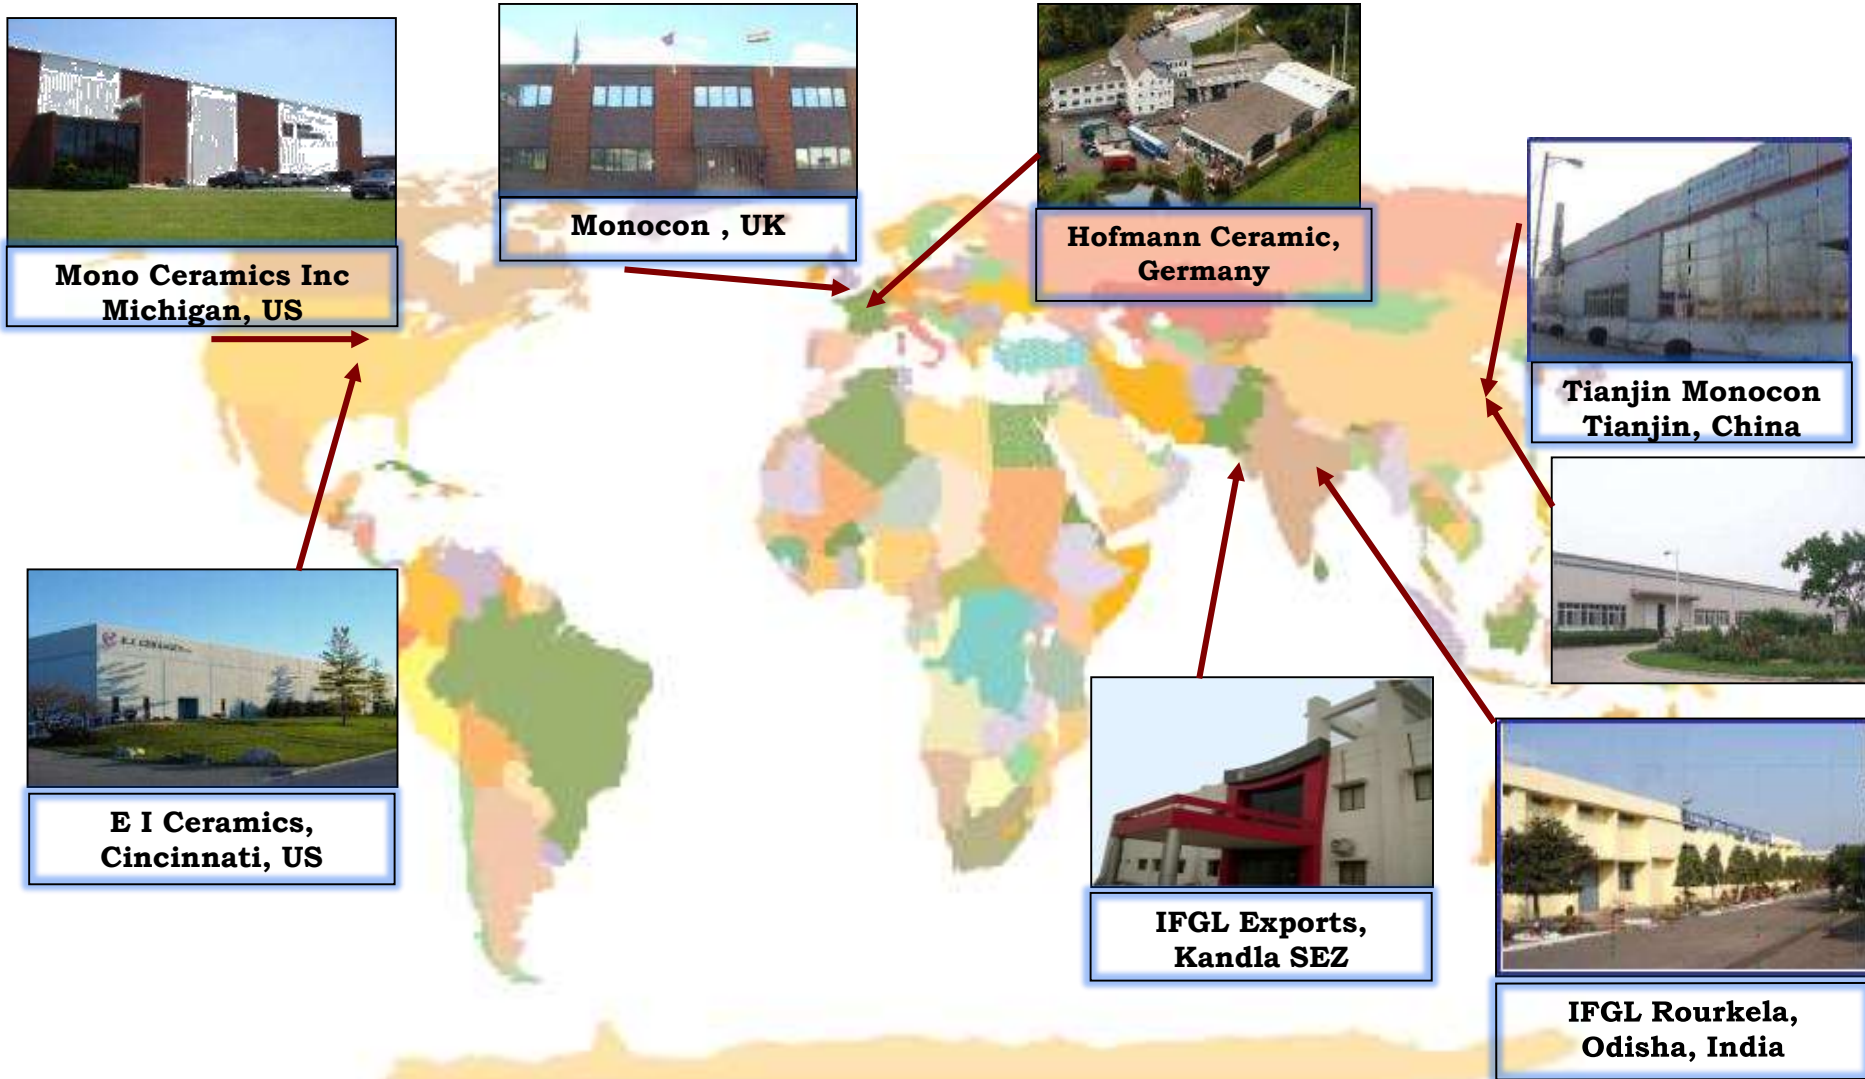 Monocon , UK
Hofmann Ceramic,
Germany
Mono Ceramics Inc
Michigan, US
Tianjin Monocon
Tianjin, China
E I Ceramics,
Cincinnati, US
IFGL Exports,
Kandla SEZ
IFGL Rourkela,
Odisha, India